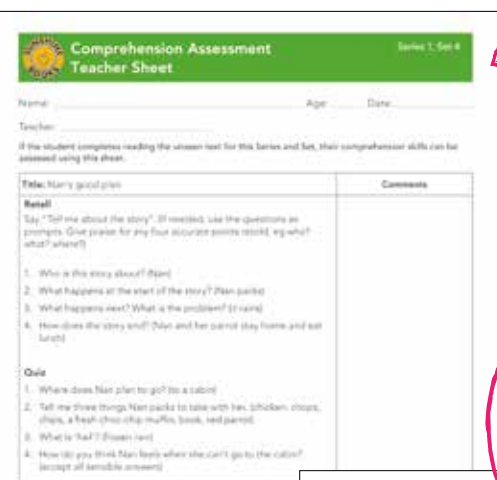 SUNSHINE BOOKS
Comprehension Assessment
Teacher Sheet
Series 1, Set 4
Name: Age: Date:
Teacher:
If the student completes reading the unseen text for this Series and Set, their comprehension skills can be
assessed using this sheet.
Title: Nan's good plan
Comments
Retell
Say, "Tell me about the story". If needed, use the questions as
prompts. Give praise for any four accurate points retold, eg who?
what? where?)
1. Who is this story about? (Nan)
2. What happens at the start of the story? (Nan packs)
3. What happens next? What is the problem? (it rains)
4. How does the story end? (Nan and her parrot stay home and eat
lunch)
Quiz
1. Where does Nan plan to go? (to a cabin)
2. Tell me three things Nan packs to take with her. (chicken, chops,
chips, a fresh choc-chip muffin, book, red parrot)
3. What is 'hail'? (frozen rain)
4. How do you think Nan feels when she can't go to the cabin?
(accept all sensible answers)